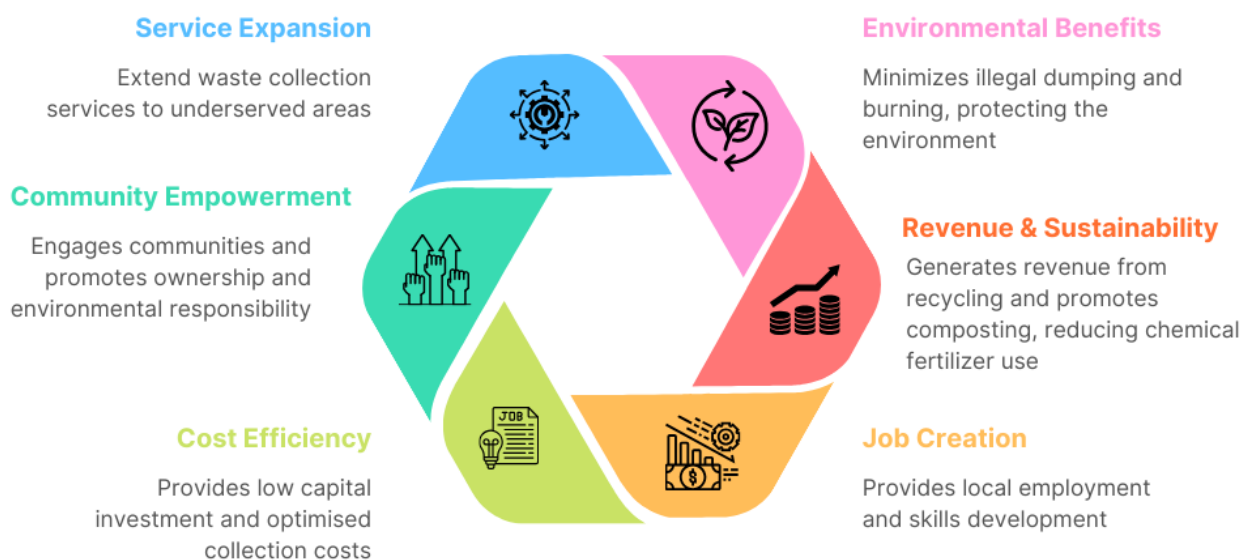 Service Expansion
Extend waste collection
services to underserved areas
Environmental Benefits
Minimizes illegal dumping and
burning, protecting the
environment
Community Empowerment
Engages communities and
promotes ownership and
environmental responsibility
Revenue & Sustainability
Generates revenue from
recycling and promotes
composting, reducing chemical
fertilizer use
Cost Efficiency
Provides low capital
investment and optimised
collection costs
JOB
Job Creation
Provides local employment
and skills development